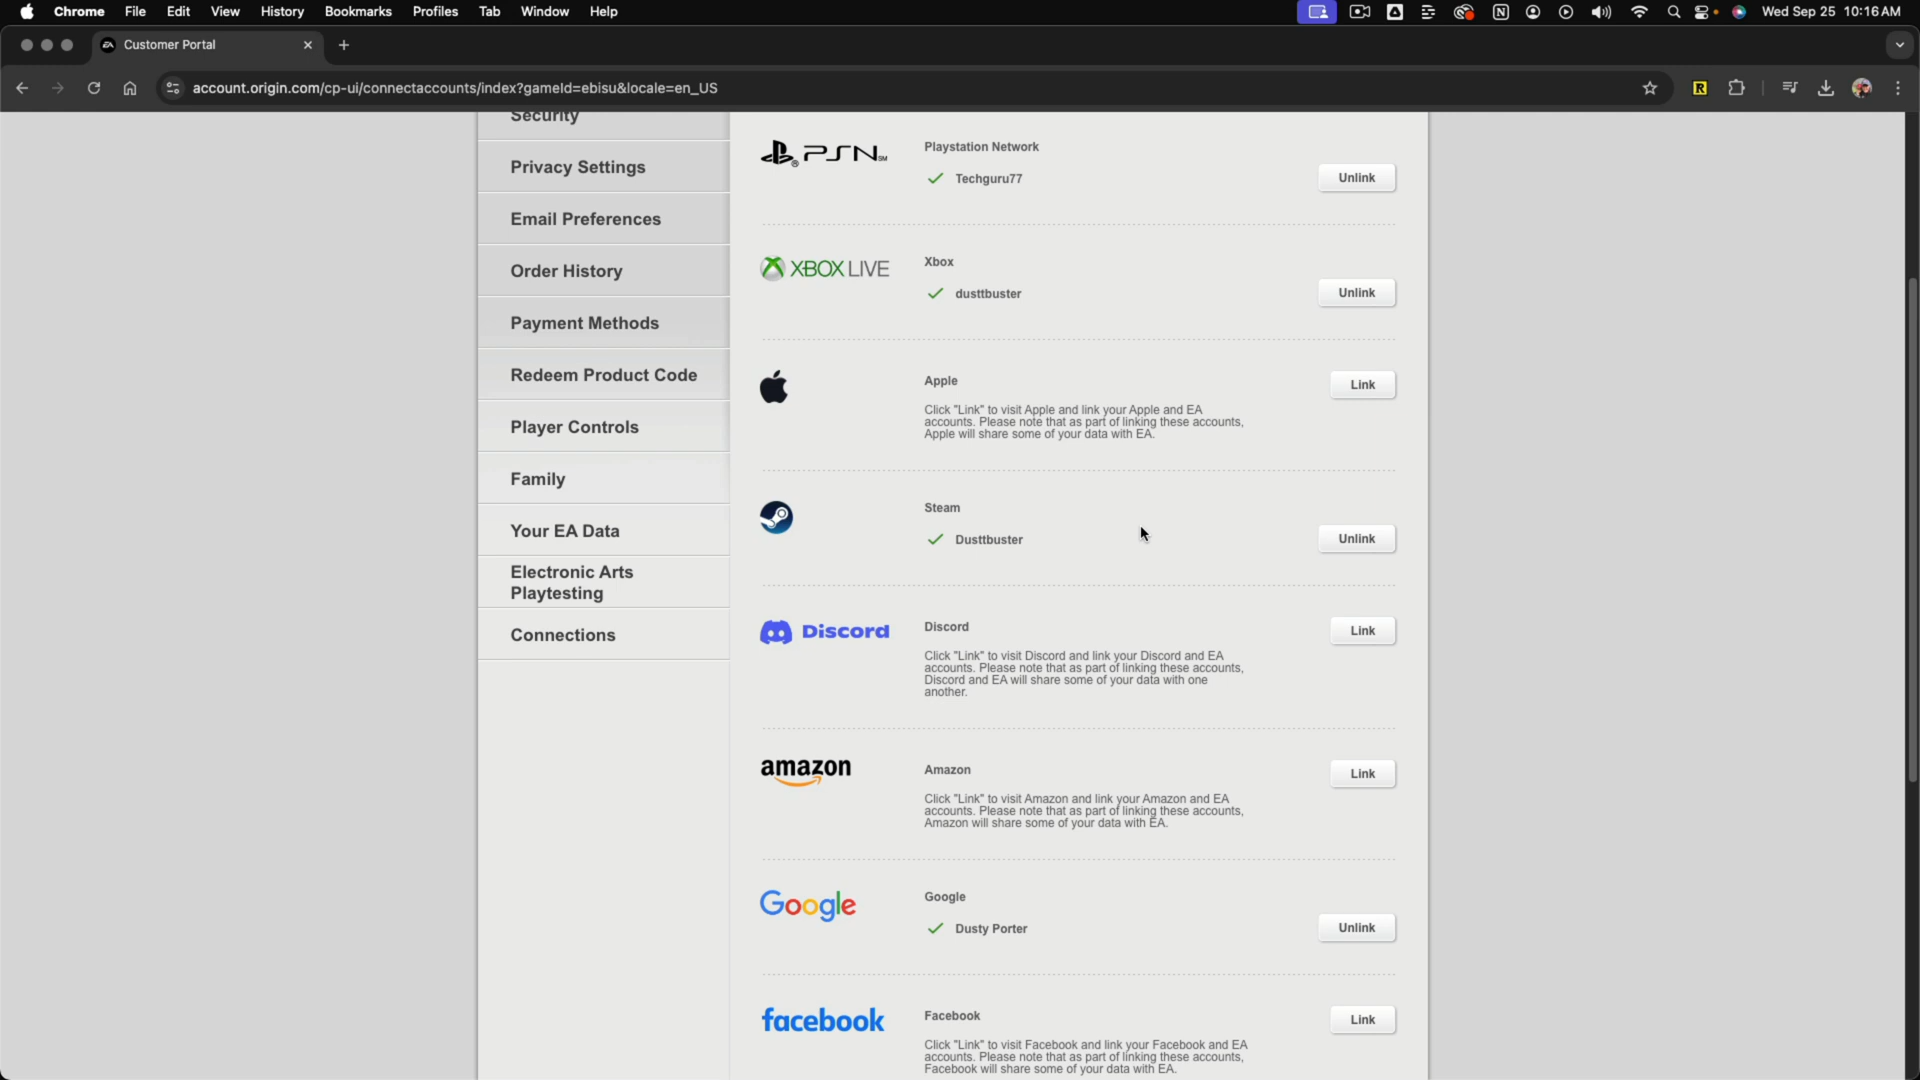 Chrome File Edit View History Bookmarks Profiles Tab Window Help
Wed Sep 25 10:16 AM
Customer Portal
account.origin.com/cp-ui/connectaccounts/index?gameId=ebisu&locale=en_US
Security
Privacy Settings
Email Preferences
Order History
Payment Methods
Redeem Product Code
Player Controls
Family
Your EA Data
Electronic Arts
Playtesting
Connections
PSN
Playstation Network
Techguru77
Unlink
XBOX LIVE
Xbox
dusttbuster
Unlink
Apple
Link
Click "Link" to visit Apple and link your Apple and EA
accounts. Please note that as part of linking these accounts,
Apple will share some of your data with EA.
Steam
Dusttbuster
Unlink
Discord
Discord
Link
Click "Link" to visit Discord and link your Discord and EA
accounts. Please note that as part of linking these accounts,
Discord and EA will share some of your data with one
another.
amazon
Amazon
Link
Click "Link" to visit Amazon and link your Amazon and EA
accounts. Please note that as part of linking these accounts,
Amazon will share some of your data with EA.
Google
Google
Dusty Porter
Unlink
facebook
Facebook
Link
Click "Link" to visit Facebook and link your Facebook and EA
accounts. Please note that as part of linking these accounts,
Facebook will share some of your data with EA.